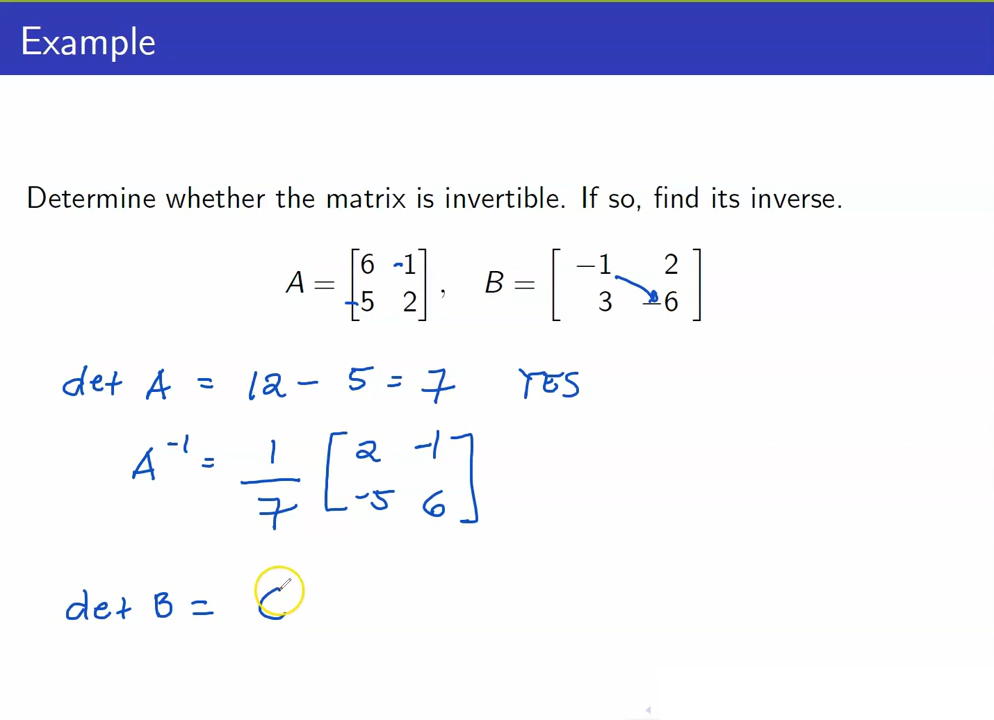 Example
Determine whether the matrix is invertible. If so, find its inverse.
A = [6 -1; -5 2], B = [−1 2; 3 −6]
det A = 12 - 5 = 7 YES
A⁻¹ = 1/7 [2 -1; -5 6]
det B =